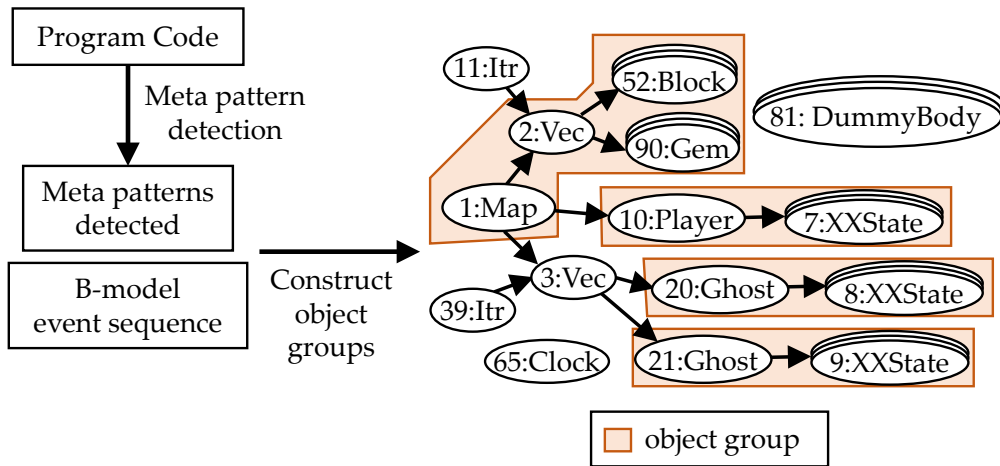 Program Code
Meta pattern
detection
Meta patterns
detected
B-model
event sequence
Construct
object
groups
11:Itr
52:Block
2:Vec
90:Gem
81: DummyBody
1:Map
10:Player
7:XXState
3:Vec
20:Ghost
8:XXState
39:Itr
65:Clock
21:Ghost
9:XXState
object group